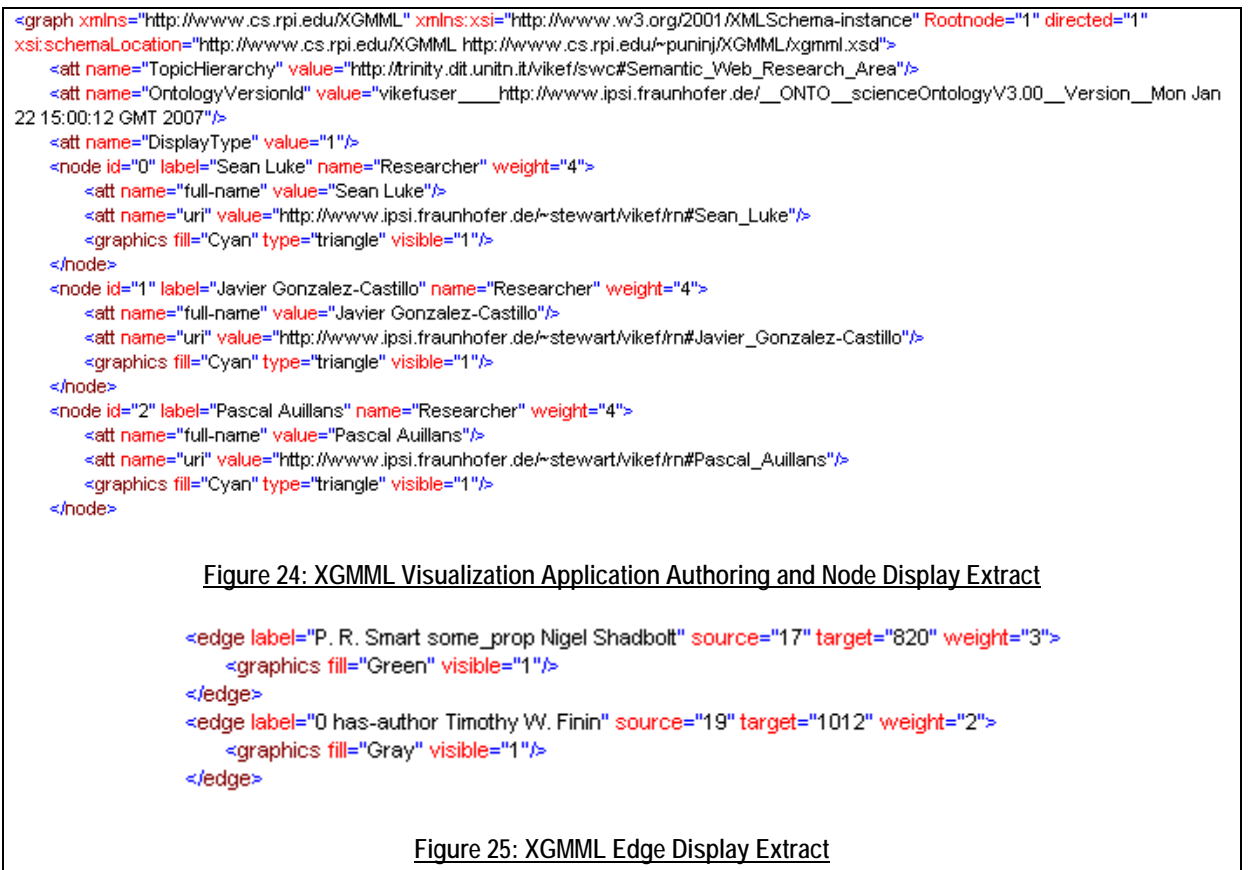 <graph xmlns="http://www.cs.rpi.edu/XGMML" xmlns:xsi="http://www.w3.org/2001/XMLSchema-instance" Rootnode="1" directed="1"
xsi:schemaLocation="http://www.cs.rpi.edu/XGMML http://www.cs.rpi.edu/~puninj/XGMML/xgmml.xsd">
<att name="TopicHierarchy" value="http://trinity.dit.unitn.it/vikef/swc#Semantic_Web_Research_Area"/>
<att name="OntologyVersionId" value="vikefuser____http://www.ipsi.fraunhofer.de/__ONTO__scienceOntologyV3.00__Version__Mon Jan
22 15:00:12 GMT 2007"/>
<att name="DisplayType" value="1"/>
<node id="0" label="Sean Luke" name="Researcher" weight="4">
<att name="full-name" value="Sean Luke"/>
<att name="uri" value="http://www.ipsi.fraunhofer.de/~stewart/vikef/rn#Sean_Luke"/>
<graphics fill="Cyan" type="triangle" visible="1"/>
</node>
<node id="1" label="Javier Gonzalez-Castillo" name="Researcher" weight="4">
<att name="full-name" value="Javier Gonzalez-Castillo"/>
<att name="uri" value="http://www.ipsi.fraunhofer.de/~stewart/vikef/rn#Javier_Gonzalez-Castillo"/>
<graphics fill="Cyan" type="triangle" visible="1"/>
</node>
<node id="2" label="Pascal Auillans" name="Researcher" weight="4">
<att name="full-name" value="Pascal Auillans"/>
<att name="uri" value="http://www.ipsi.fraunhofer.de/~stewart/vikef/rn#Pascal_Auillans"/>
<graphics fill="Cyan" type="triangle" visible="1"/>
</node>
Figure 24: XGMML Visualization Application Authoring and Node Display Extract
<edge label="P. R. Smart some_prop Nigel Shadbolt" source="17" target="820" weight="3">
<graphics fill="Green" visible="1"/>
</edge>
<edge label="0 has-author Timothy W. Finin" source="19" target="1012" weight="2">
<graphics fill="Gray" visible="1"/>
</edge>
Figure 25: XGMML Edge Display Extract